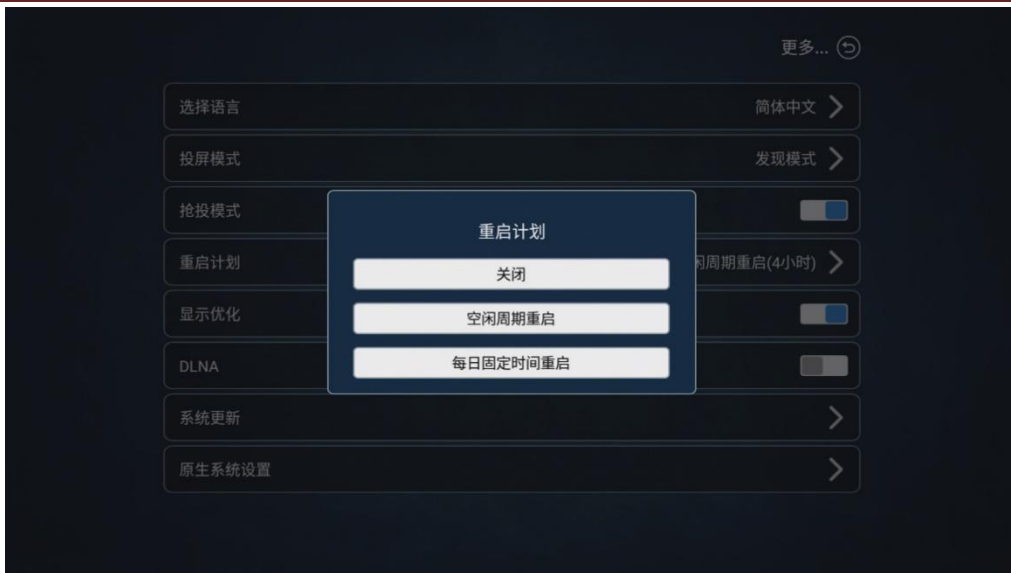 更多...
选择语言 简体中文
投屏模式 发现模式
抢投模式
重启计划
关闭
重启计划 闲周期重启(4小时)
空闲周期重启
显示优化
每日固定时间重启
DLNA
系统更新
原生系统设置